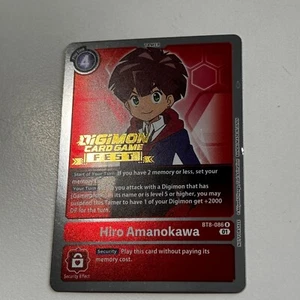 4
DIGIMON
CARD GAME
FEST
Start of Your Turn If you have 2 memory or less, set your
memory to 3.
Your Turn you attack with a Digimon that has
in its name or is level 5 or higher, you may
suspend this Tamer to have 1 of your Digimon get +2000
DP for the turn.
BT8-086 R
Hiro Amanokawa
Security Play this card without paying its
memory cost.
Security Effect